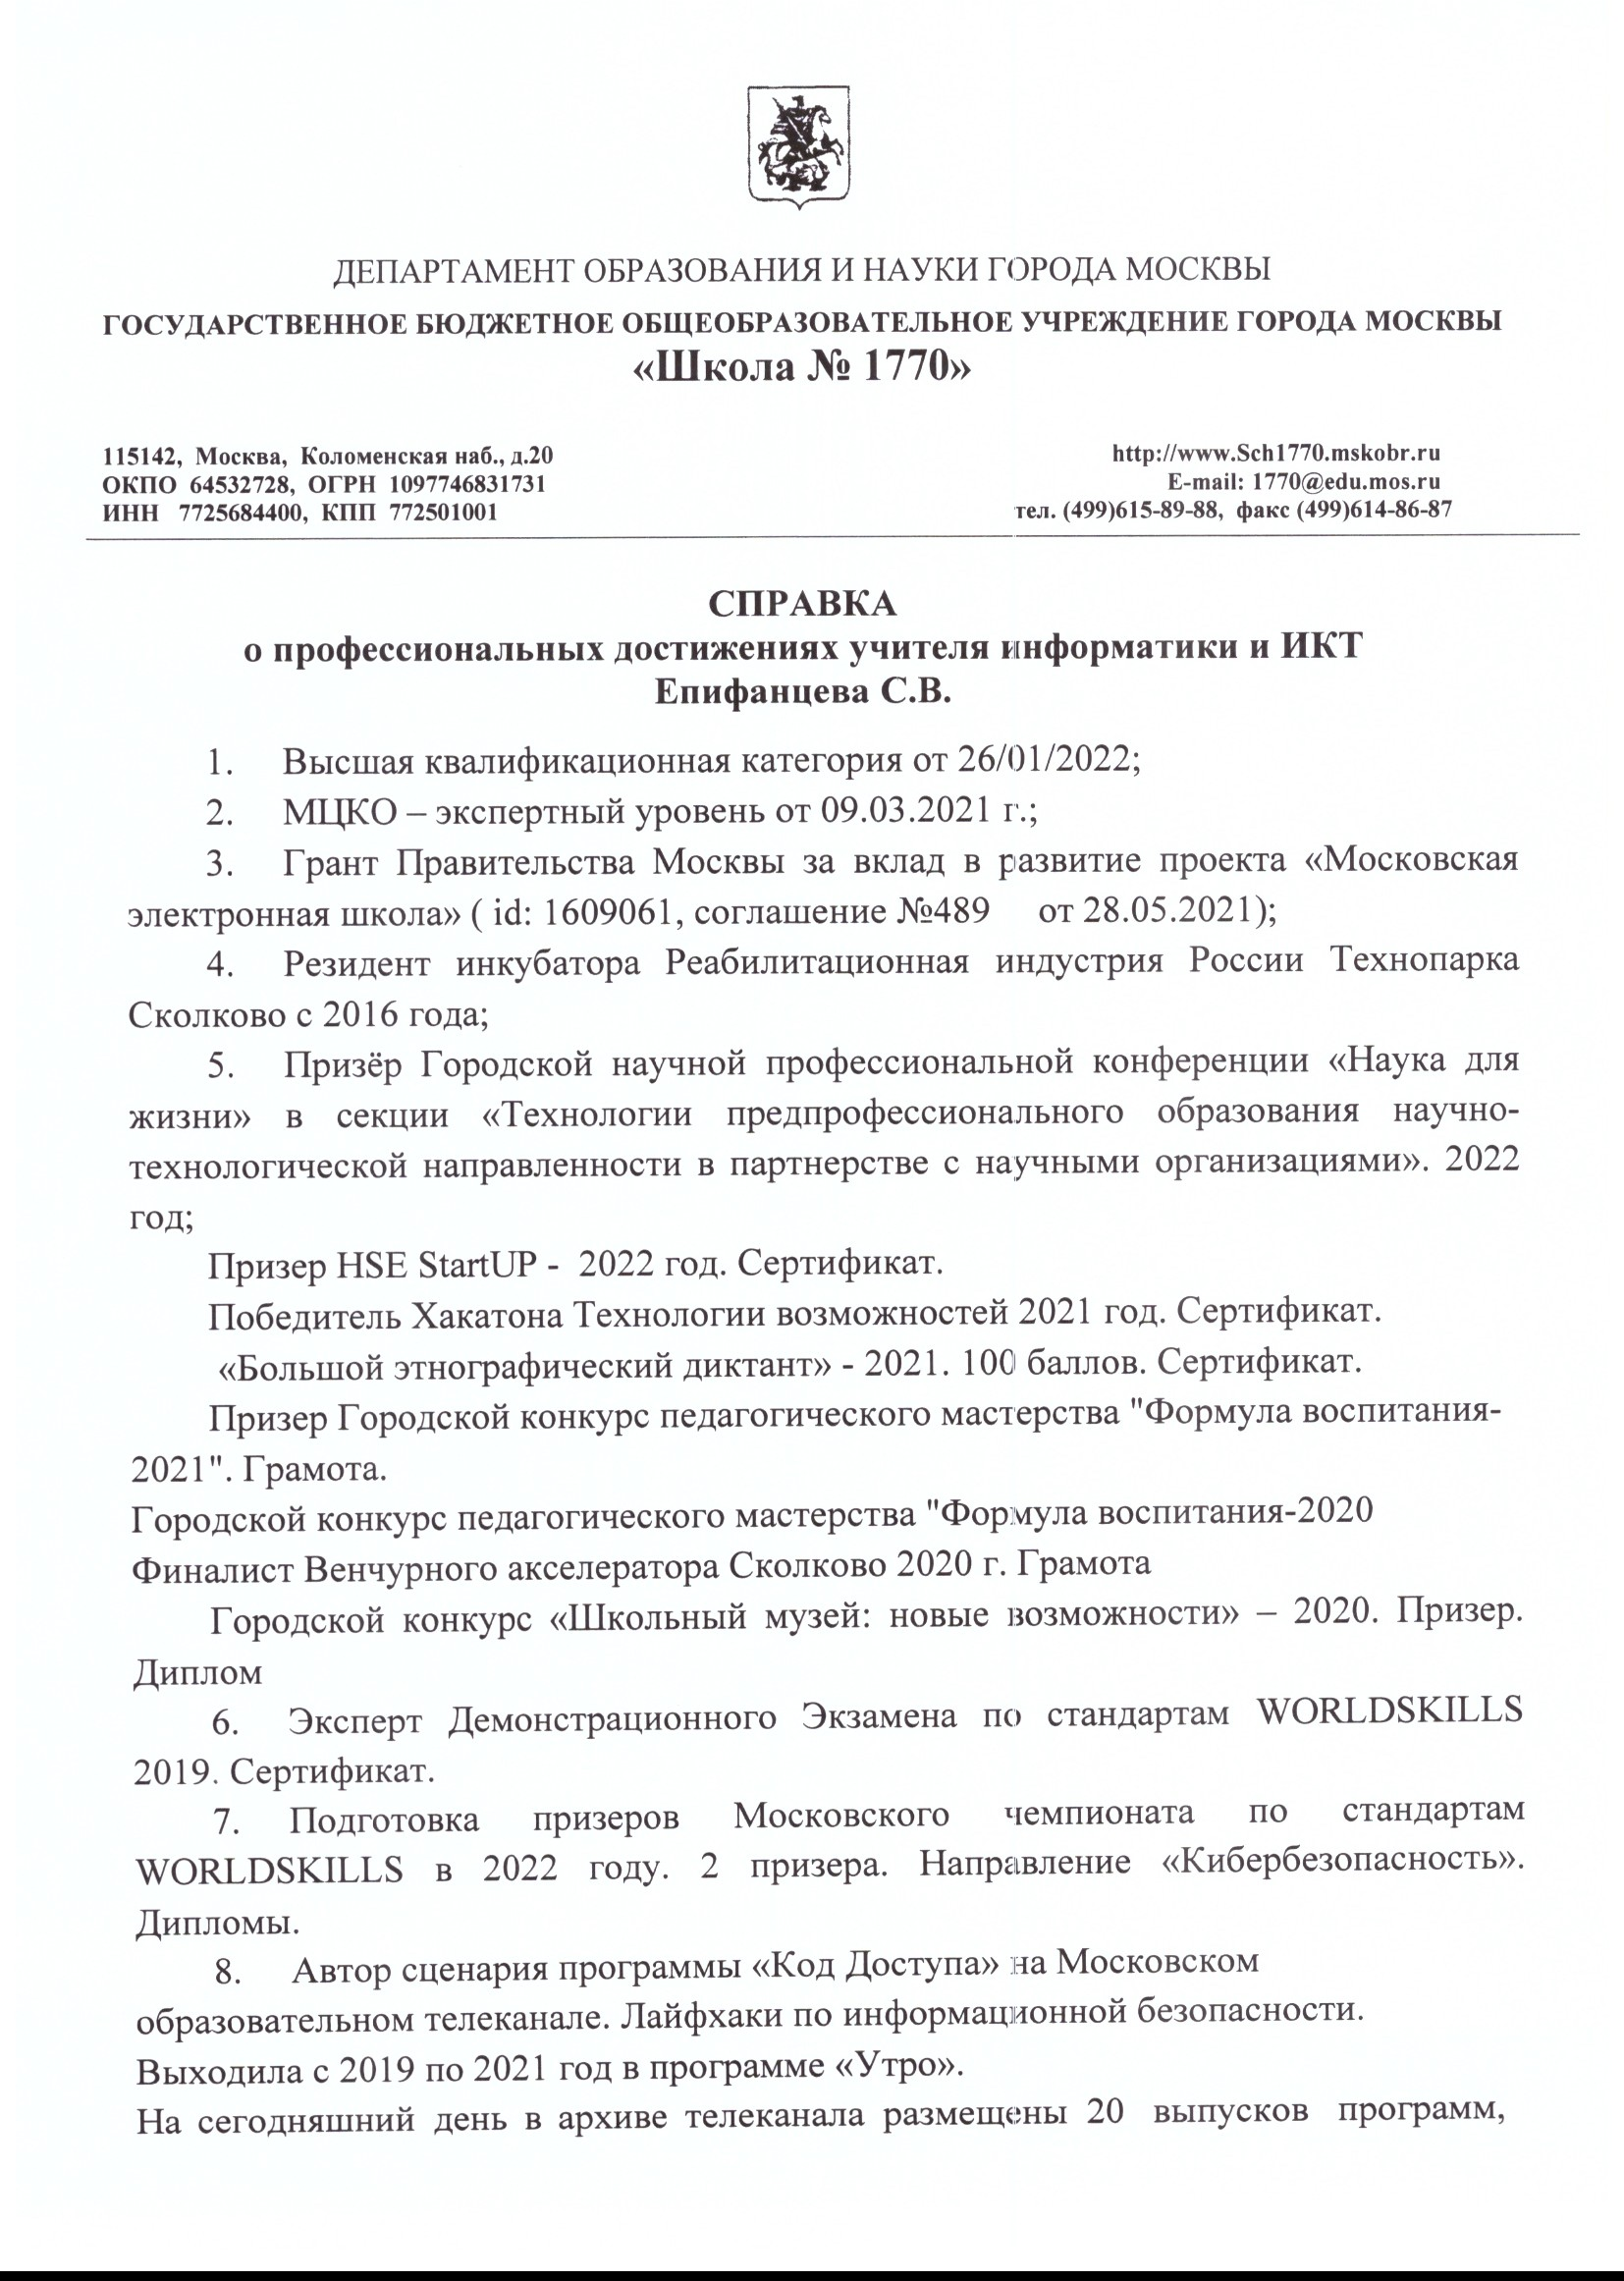 ДЕПАРТАМЕНТ ОБРАЗОВАНИЯ И НАУКИ ГОРОДА МОСКВЫ
ГОСУДАРСТВЕННОЕ БЮДЖЕТНОЕ ОБЩЕОБРАЗОВАТЕЛЬНОЕ УЧРЕЖДЕНИЕ ГОРОДА МОСКВЫ
«Школа № 1770»
115142, Москва, Коломенская наб., д.20
ОКПО 64532728, ОГРН 1097746831731
ИНН 7725684400, КПП 772501001
http://www.Sch1770.mskobr.ru
E-mail: 1770@edu.mos.ru
тел. (499)615-89-88, факс (499)614-86-87
СПРАВКА
о профессиональных достижениях учителя информатики и ИКТ
Епифанцева С.В.
1. Высшая квалификационная категория от 26/01/2022;
2. МЦКО – экспертный уровень от 09.03.2021 г.;
3. Грант Правительства Москвы за вклад в развитие проекта «Московская
электронная школа» ( id: 1609061, соглашение №489 от 28.05.2021);
4. Резидент инкубатора Реабилитационная индустрия России Технопарка
Сколково с 2016 года;
5. Призёр Городской научной профессиональной конференции «Наука для
жизни» в секции «Технологии предпрофессионального образования научно-
технологической направленности в партнерстве с научными организациями». 2022
год;
Призер HSE StartUP - 2022 год. Сертификат.
Победитель Хакатона Технологии возможностей 2021 год. Сертификат.
«Большой этнографический диктант» - 2021. 100 баллов. Сертификат.
Призер Городской конкурс педагогического мастерства "Формула воспитания-
2021". Грамота.
Городской конкурс педагогического мастерства "Формула воспитания-2020
Финалист Венчурного акселератора Сколково 2020 г. Грамота
Городской конкурс «Школьный музей: новые возможности» – 2020. Призер.
Диплом
6. Эксперт Демонстрационного Экзамена по стандартам WORLDSKILLS
2019. Сертификат.
7. Подготовка призеров Московского чемпионата по стандартам
WORLDSKILLS в 2022 году. 2 призера. Направление «Кибербезопасность».
Дипломы.
8. Автор сценария программы «Код Доступа» на Московском
образовательном телеканале. Лайфхаки по информационной безопасности.
Выходила с 2019 по 2021 год в программе «Утро».
На сегодняшний день в архиве телеканала размещены 20 выпусков программ,